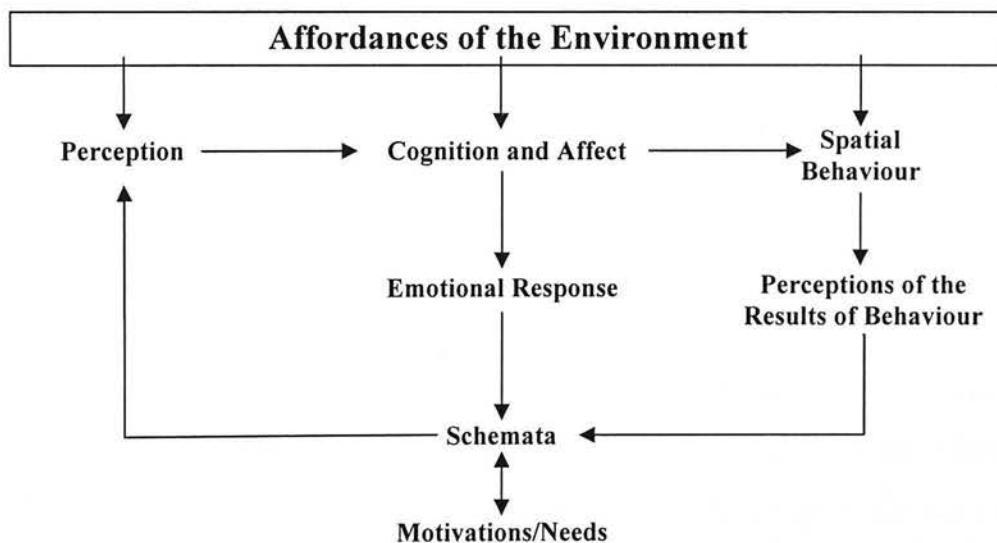 Affordances of the Environment
Perception
Cognition and Affect
Spatial
Behaviour
Emotional Response
Perceptions of the
Results of Behaviour
Schemata
Motivations/Needs